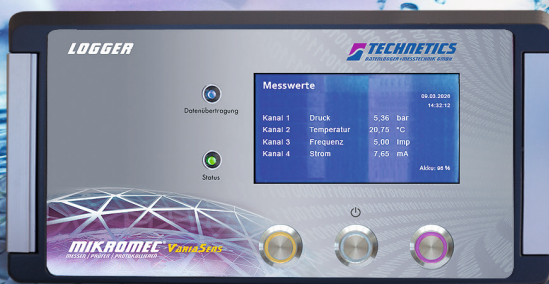 LOGGER
TECHNETICS
DATENLOGGER + MESSTECHNIK GMBH
Messwerte
09.03.2026
14:32:12
Kanal 1 Druck 5,36 bar
Kanal 2 Temperatur 20,75 °C
Kanal 3 Frequenz 5,00 Imp
Kanal 4 Strom 7,65 mA
Akku: 96 %
Datenübertragung
Status
MIKROMEC® VARIASENS
MESSEN / PRÜFEN / PROTOKOLLIEREN